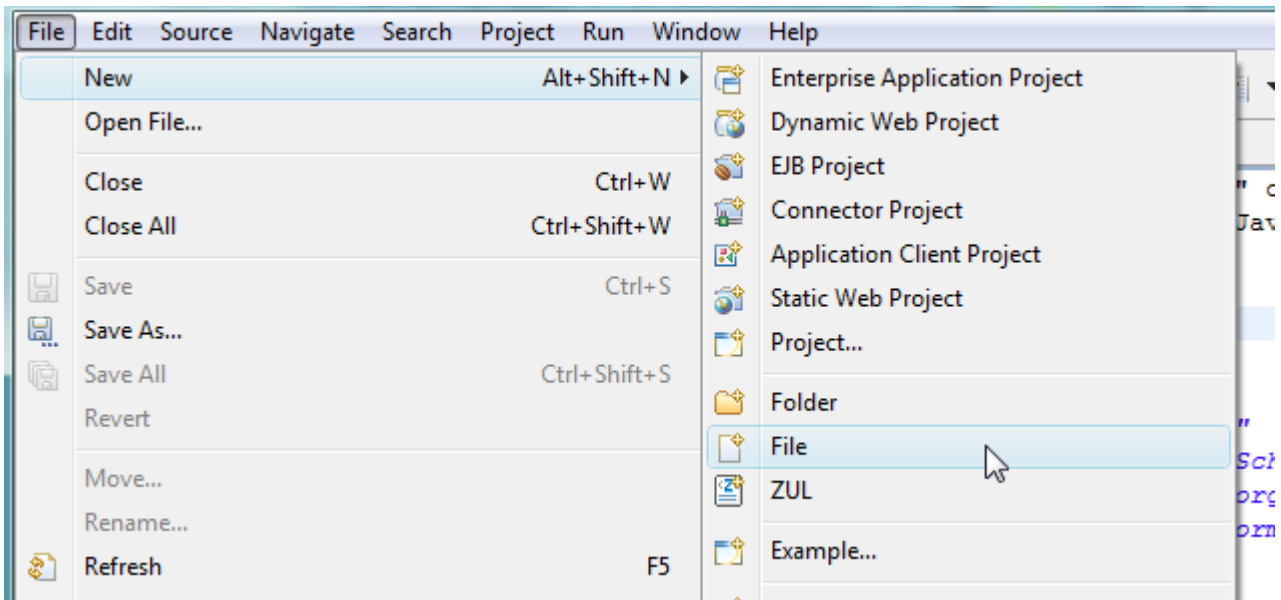 File Edit Source Navigate Search Project Run Window Help
New Alt+Shift+N
Open File...
Close Ctrl+W
Close All Ctrl+Shift+W
Save Ctrl+S
Save As...
Save All Ctrl+Shift+S
Revert
Move...
Rename...
Refresh F5
Enterprise Application Project
Dynamic Web Project
EJB Project
Connector Project
Application Client Project
Static Web Project
Project...
Folder
File
ZUL
Example...